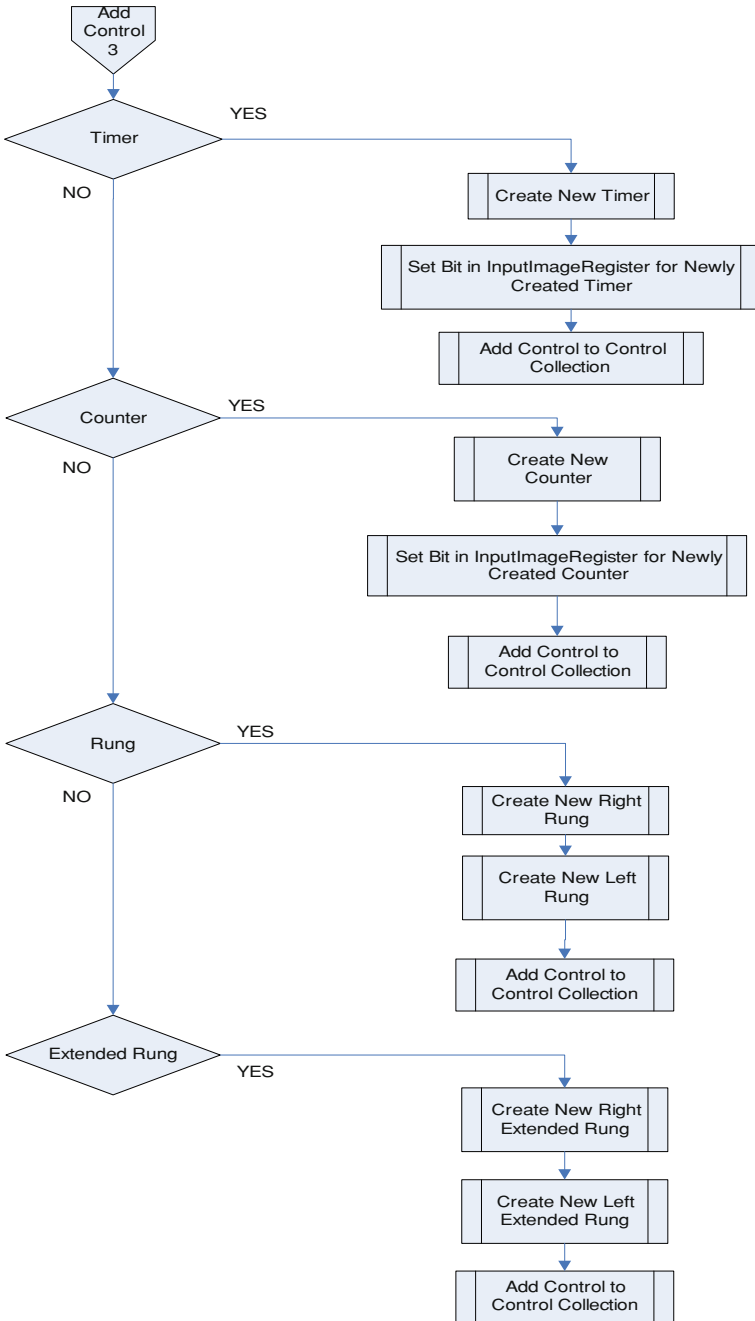 Add
Control
3
Timer
YES
NO
Create New Timer
Set Bit in InputImageRegister for Newly
Created Timer
Add Control to Control
Collection
Counter
YES
NO
Create New
Counter
Set Bit in InputImageRegister for Newly
Created Counter
Add Control to
Control Collection
Rung
YES
NO
Create New Right
Rung
Create New Left
Rung
Add Control to
Control Collection
Extended Rung
YES
Create New Right
Extended Rung
Create New Left
Extended Rung
Add Control to
Control Collection